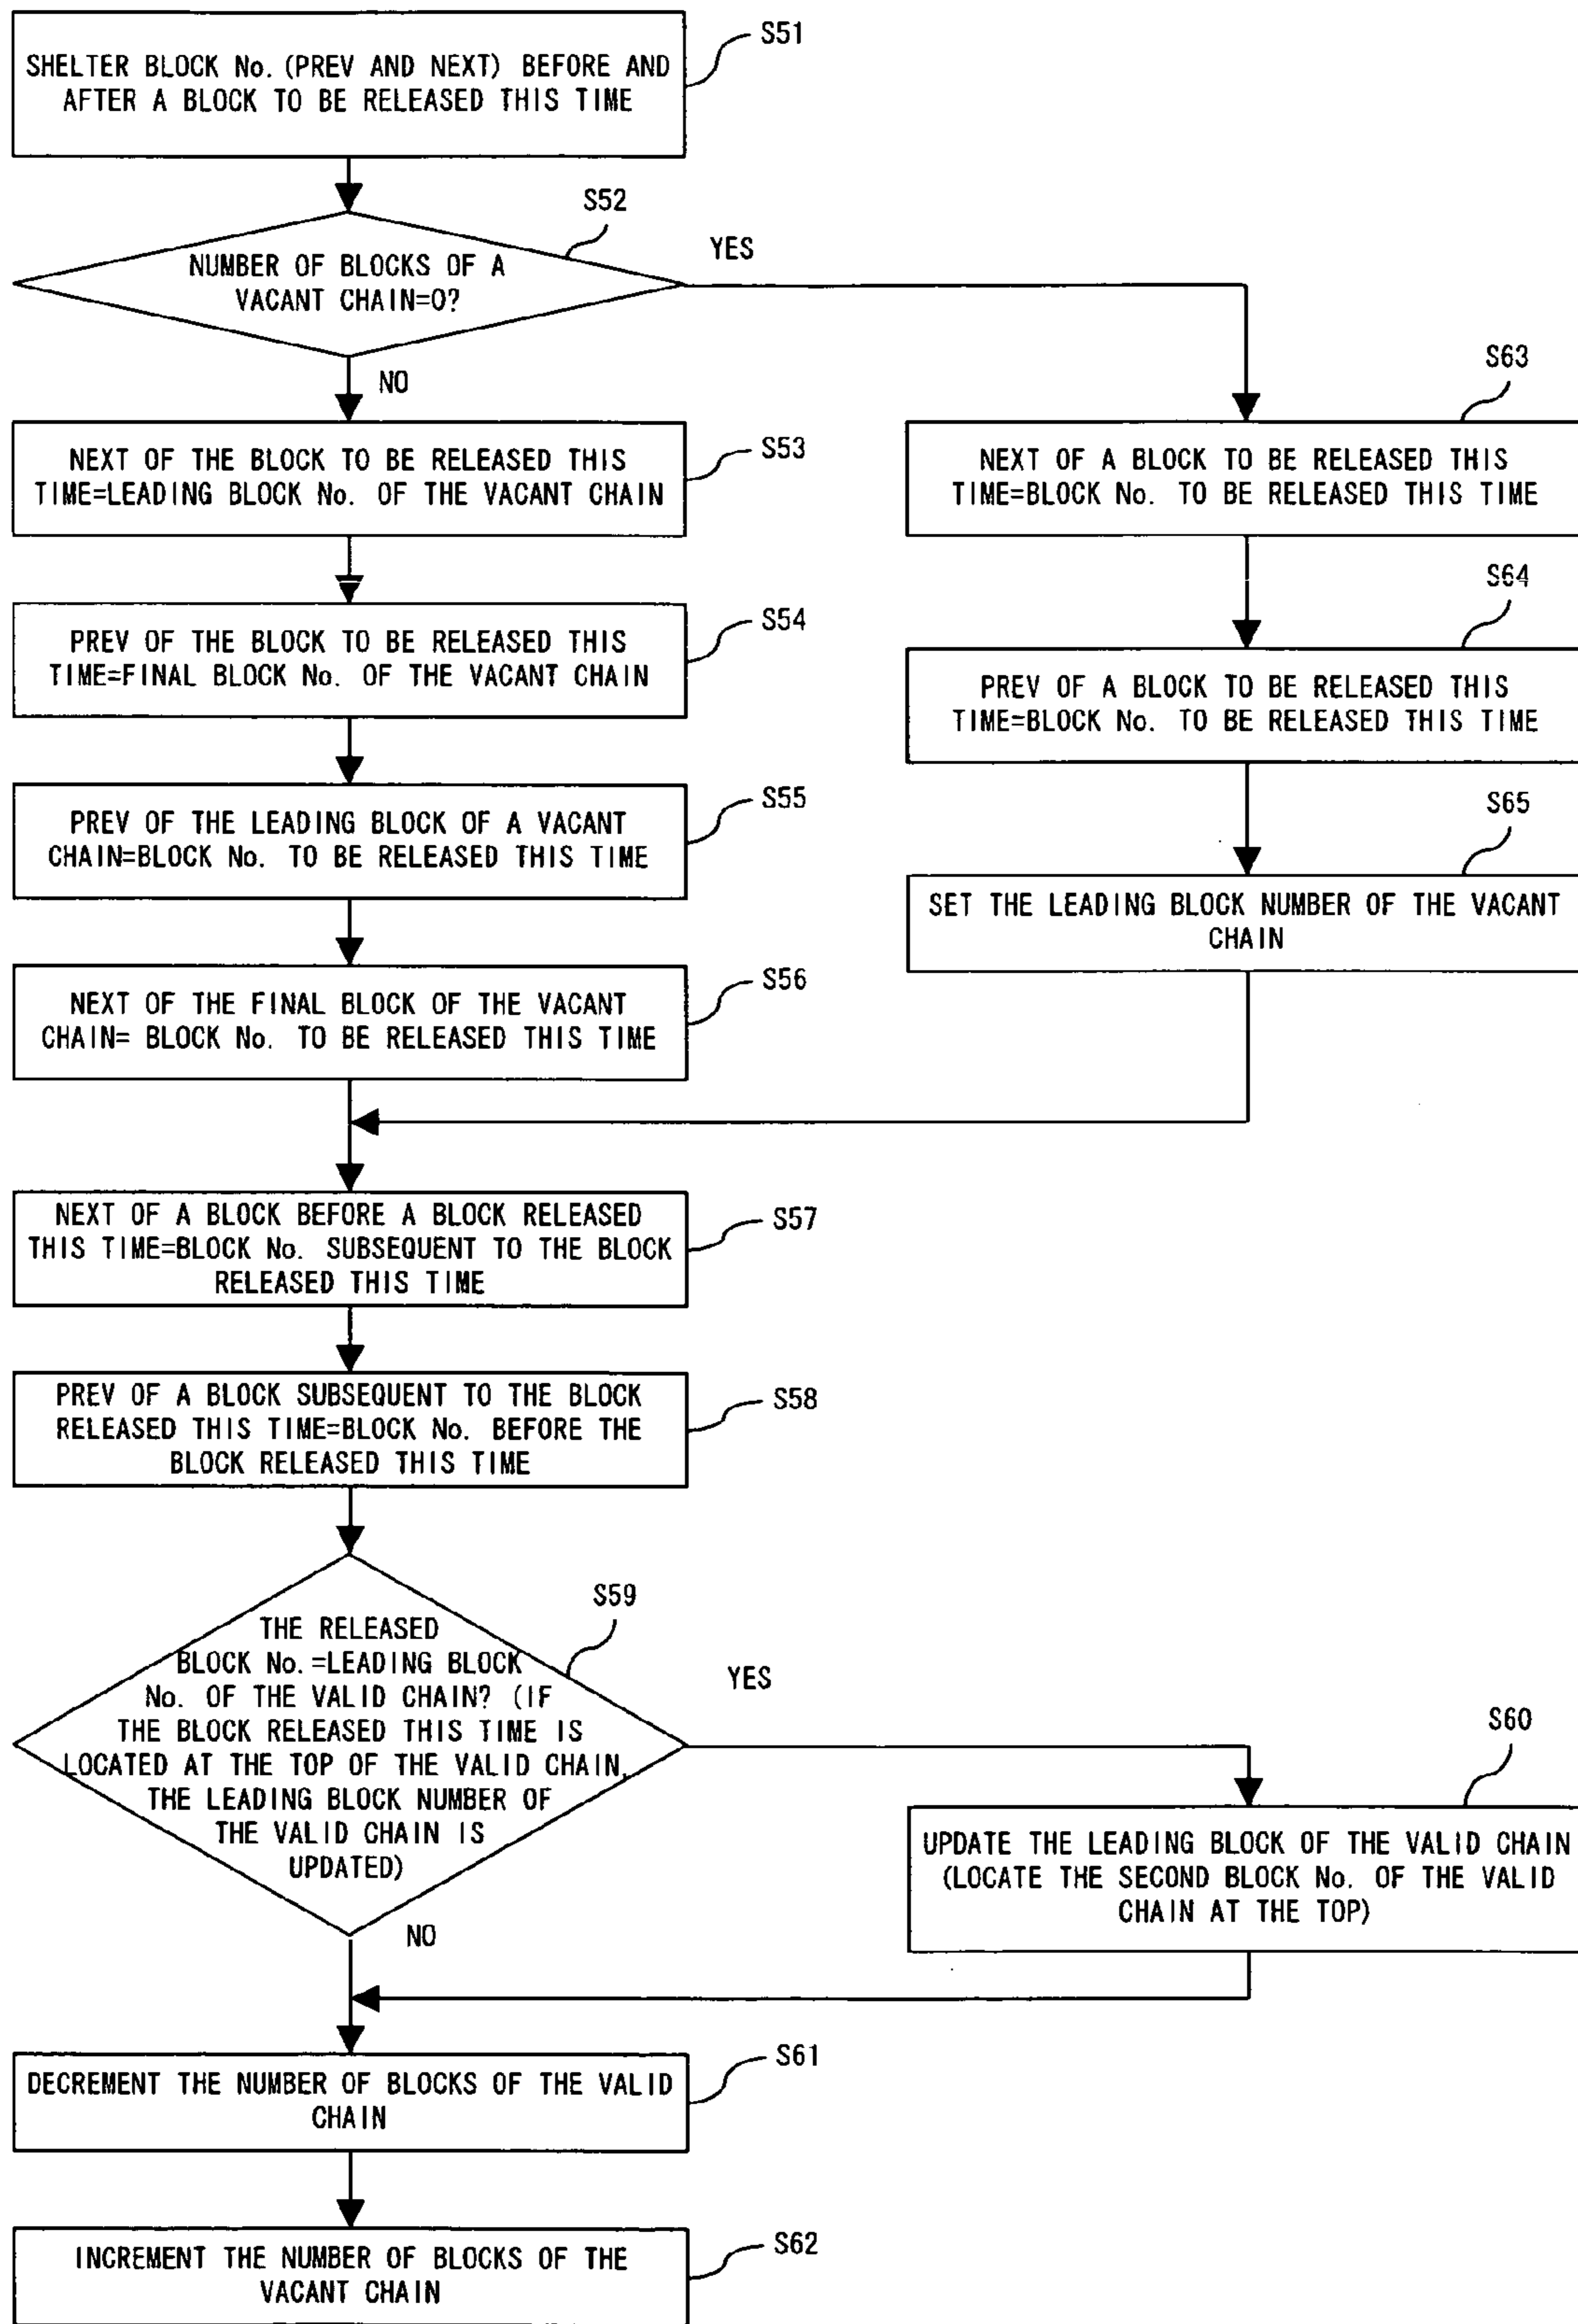 SHELTER BLOCK No. (PREV AND NEXT) BEFORE AND
AFTER A BLOCK TO BE RELEASED THIS TIME
S51
NUMBER OF BLOCKS OF A
VACANT CHAIN=0?
S52
YES
NO
NEXT OF THE BLOCK TO BE RELEASED THIS
TIME=LEADING BLOCK No. OF THE VACANT CHAIN
S53
PREV OF THE BLOCK TO BE RELEASED THIS
TIME=FINAL BLOCK No. OF THE VACANT CHAIN
S54
PREV OF THE LEADING BLOCK OF A VACANT
CHAIN=BLOCK No. TO BE RELEASED THIS TIME
S55
NEXT OF THE FINAL BLOCK OF THE VACANT
CHAIN= BLOCK No. TO BE RELEASED THIS TIME
S56
NEXT OF A BLOCK TO BE RELEASED THIS
TIME=BLOCK No. TO BE RELEASED THIS TIME
S63
PREV OF A BLOCK TO BE RELEASED THIS
TIME=BLOCK No. TO BE RELEASED THIS TIME
S64
SET THE LEADING BLOCK NUMBER OF THE VACANT
CHAIN
S65
NEXT OF A BLOCK BEFORE A BLOCK RELEASED
THIS TIME=BLOCK No. SUBSEQUENT TO THE BLOCK
RELEASED THIS TIME
S57
PREV OF A BLOCK SUBSEQUENT TO THE BLOCK
RELEASED THIS TIME=BLOCK No. BEFORE THE
BLOCK RELEASED THIS TIME
S58
THE RELEASED
BLOCK No.=LEADING BLOCK
No. OF THE VALID CHAIN? (IF
THE BLOCK RELEASED THIS TIME IS
LOCATED AT THE TOP OF THE VALID CHAIN,
THE LEADING BLOCK NUMBER OF
THE VALID CHAIN IS
UPDATED)
S59
YES
NO
UPDATE THE LEADING BLOCK OF THE VALID CHAIN
(LOCATE THE SECOND BLOCK No. OF THE VALID
CHAIN AT THE TOP)
S60
DECREMENT THE NUMBER OF BLOCKS OF THE VALID
CHAIN
S61
INCREMENT THE NUMBER OF BLOCKS OF THE
VACANT CHAIN
S62